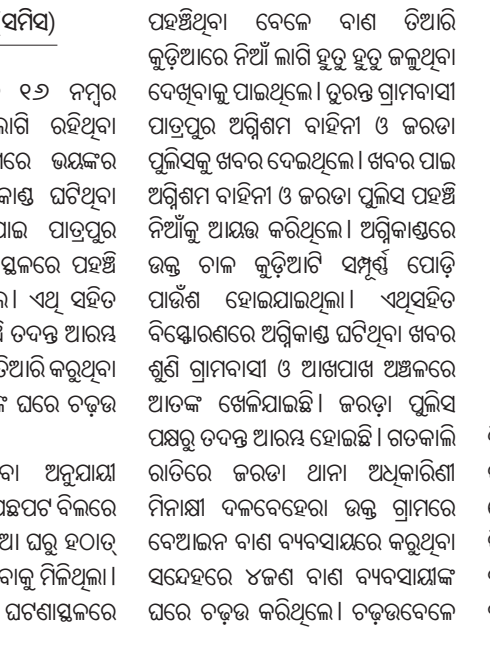 ସମିସ)
୧୬ ନମ୍ବର
ଲାଗି ରହିଥିବା
ରେ ଭୟଙ୍କର
କାଣ୍ଡ ଘଟିଥିବା
ପାଇ ପାତ୍ରପୁର
ସ୍ଥଳରେ ପହଞ୍ଚି
। ଏଥି ସହିତ
ତଦନ୍ତ ଆରମ୍ଭ
ତିଆରି କରୁଥିବା
ଙ୍କ ଘରେ ଚଢ଼ଉ
ବା ଅନୁଯାୟୀ
ପଛପଟ ବିଲରେ
ଆ ଘରୁ ହଠାତ୍
ବାକୁ ମିଳିଥିଲା।
ଘଟଣାସ୍ଥଳରେ
ପହଞ୍ଚିଥିବା ବେଳେ ବାଣ ତିଆରି
କୁଡ଼ିଆରେ ନିଆଁ ଲାଗି ହୁତୁ ହୁତୁ ଜଳୁଥିବା
ଦେଖିବାକୁ ପାଇଥିଲେ। ତୁରନ୍ତ ଗ୍ରାମବାସୀ
ପାତ୍ରପୁର ଅଗ୍ନିଶମ ବାହିନୀ ଓ ଜରଡା
ପୁଲିସକୁ ଖବର ଦେଇଥିଲେ। ଖବର ପାଇ
ଅଗ୍ନିଶମ ବାହିନୀ ଓ ଜରଡା ପୁଲିସ ପହଞ୍ଚି
ନିଆଁକୁ ଆୟତ୍ତ କରିଥିଲେ। ଅଗ୍ନିକାଣ୍ଡରେ
ଉକ୍ତ ଚାଳ କୁଡ଼ିଆଟି ସମ୍ପୂର୍ଣ୍ଣ ପୋଡ଼ି
ପାଉଁଶ ହୋଇଯାଇଥିଲା। ଏଥିସହିତ
ବିସ୍ଫୋରଣରେ ଅଗ୍ନିକାଣ୍ଡ ଘଟିଥିବା ଖବର
ଶୁଣି ଗ୍ରାମବାସୀ ଓ ଆଖପାଖ ଅଞ୍ଚଳରେ
ଆତଙ୍କ ଖେଳିଯାଇଛି। ଜରଡ଼ା ପୁଲିସ
ପକ୍ଷରୁ ତଦନ୍ତ ଆରମ୍ଭ ହୋଇଛି। ଗତକାଲି
ରାତିରେ ଜରଡା ଥାନା ଅଧିକାରିଣୀ
ମିନାକ୍ଷୀ ଦଳବେହେରା ଉକ୍ତ ଗ୍ରାମରେ
ବେଆଇନ ବାଣ ବ୍ୟବସାୟରେ କରୁଥିବା
ସନ୍ଦେହରେ ୪ଜଣ ବାଣ ବ୍ୟବସାୟୀଙ୍କ
ଘରେ ଚଢ଼ଉ କରିଥିଲେ। ଚଢ଼ଉବେଳେ